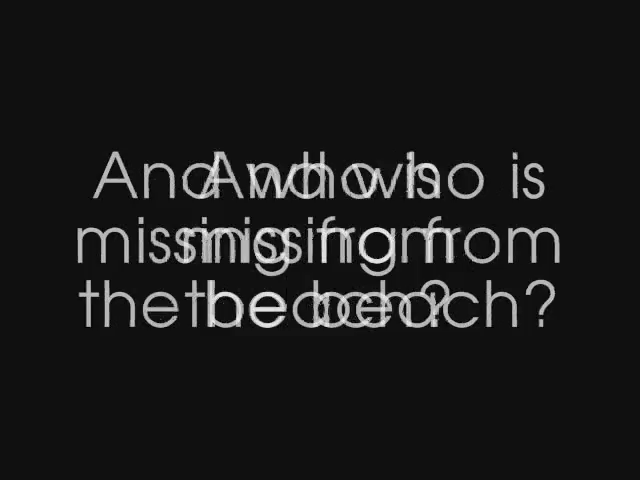 And who is
missing from
the beach?